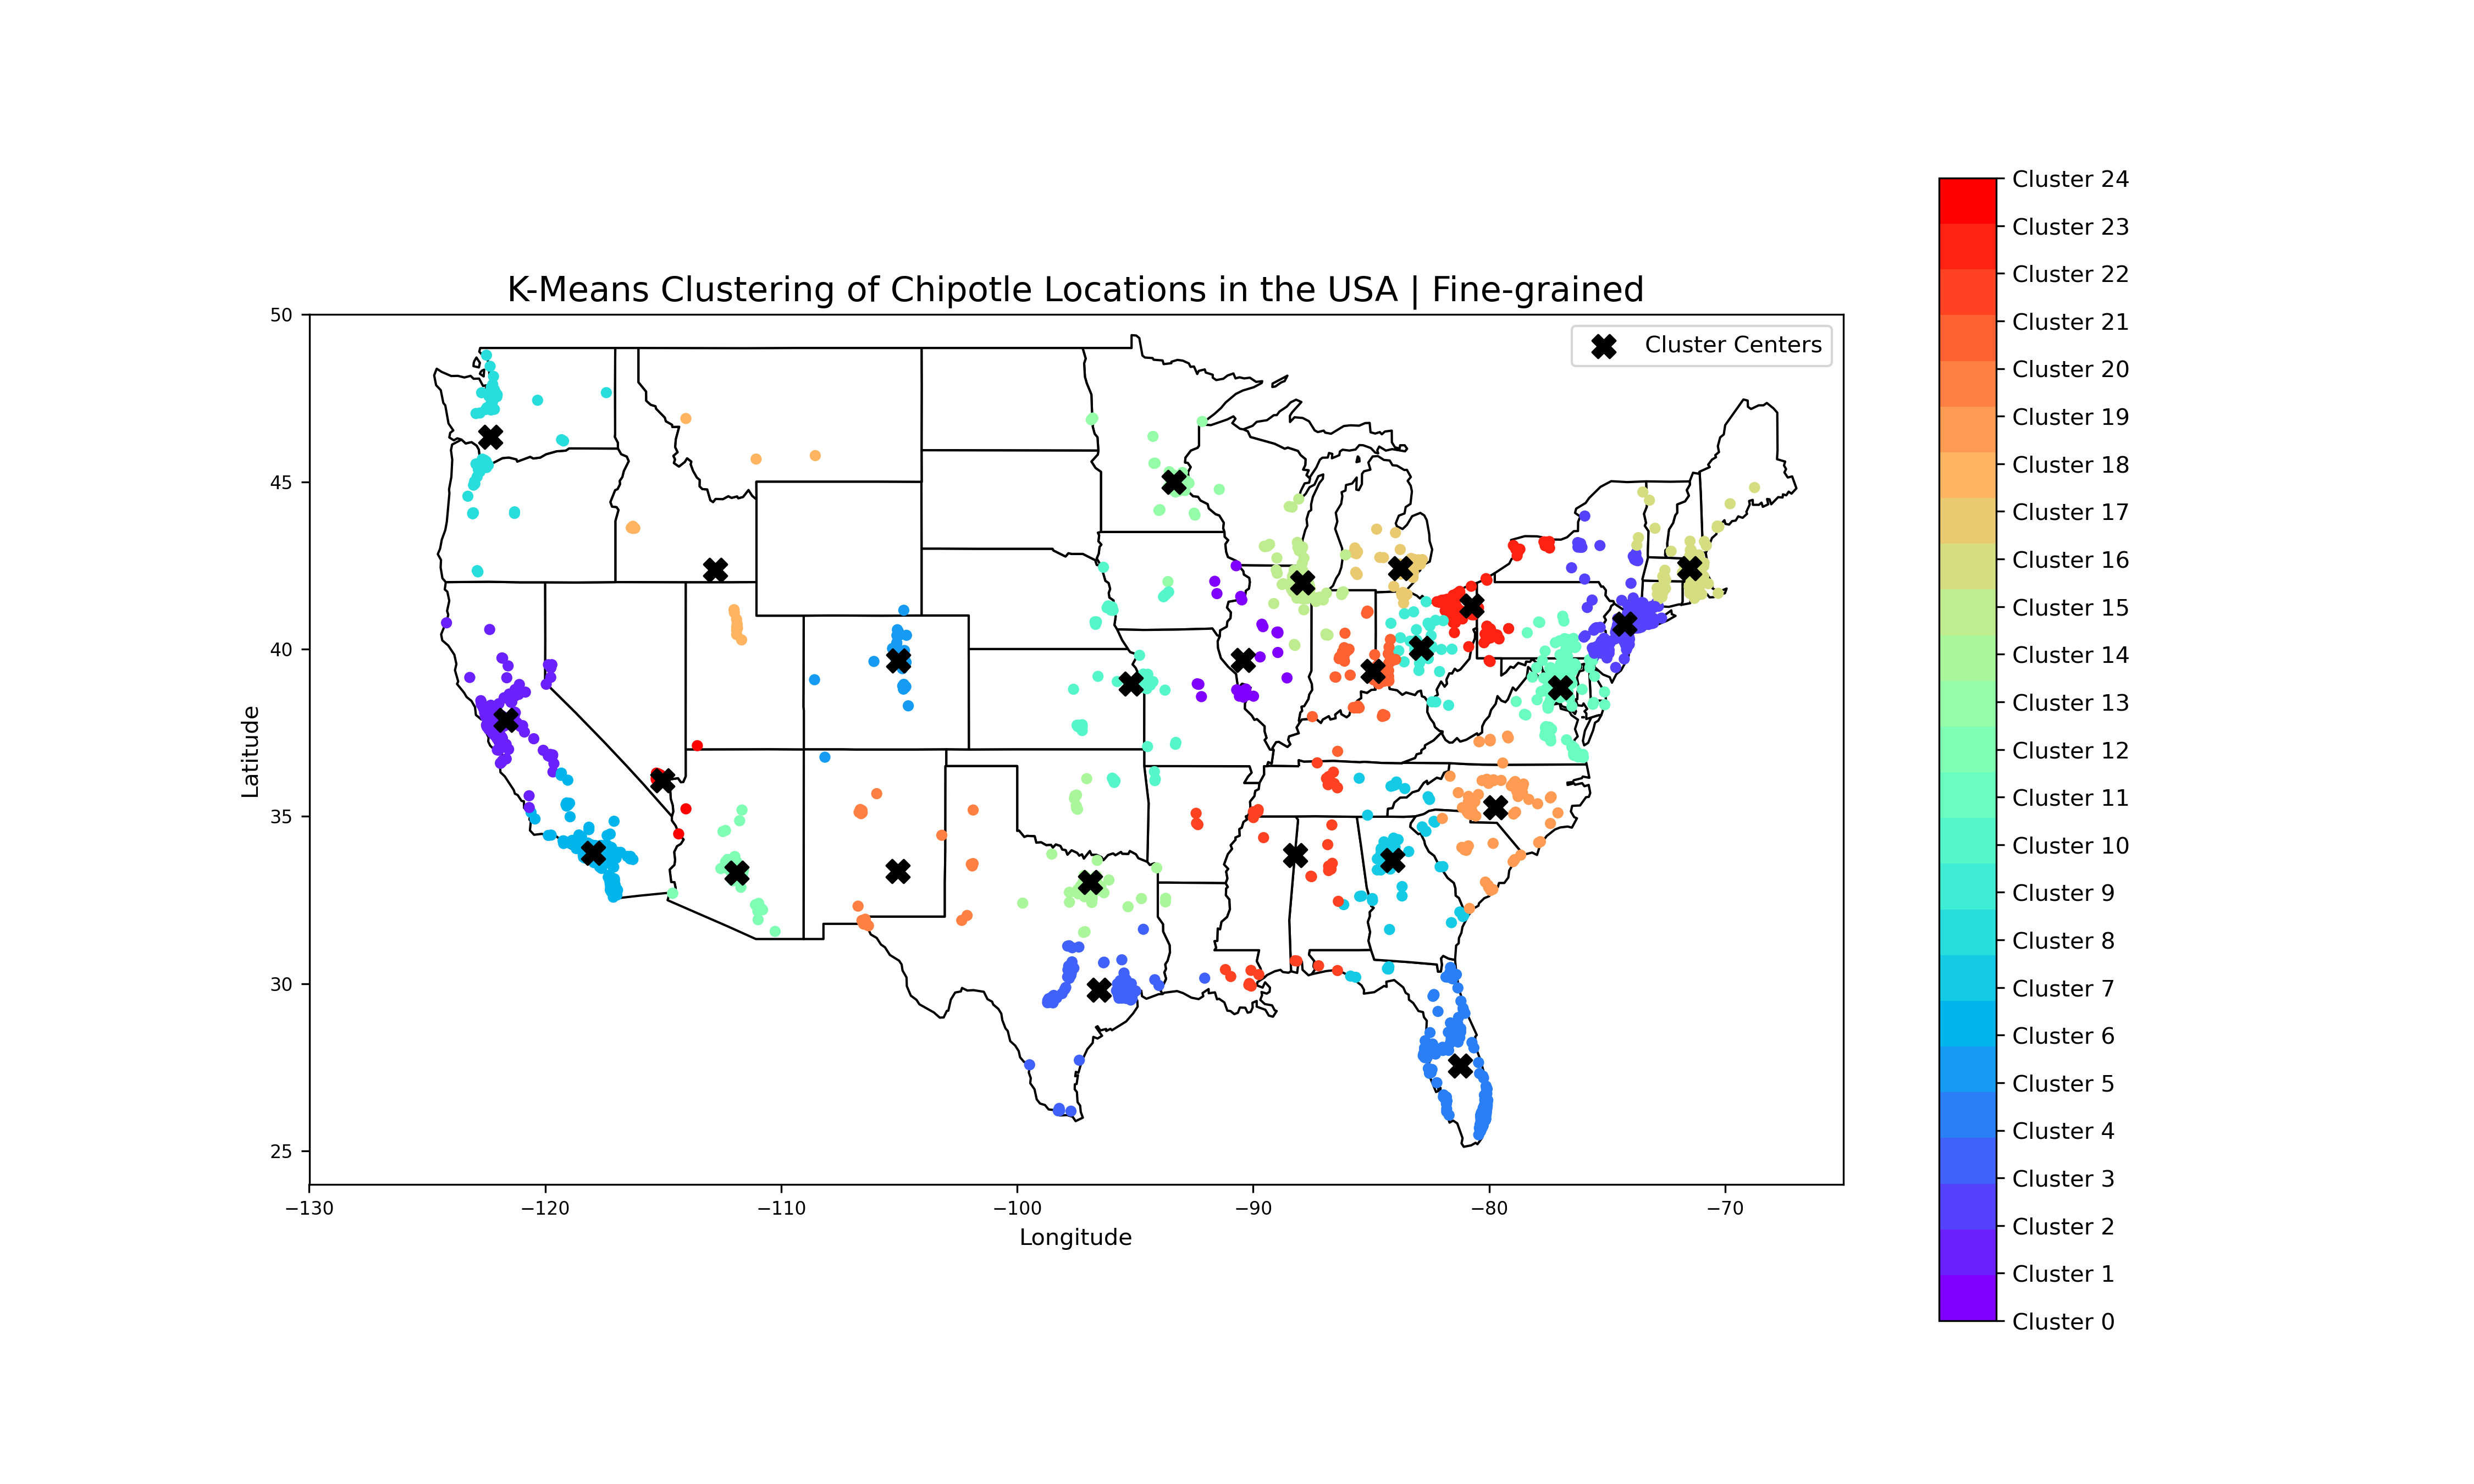 K-Means Clustering of Chipotle Locations in the USA | Fine-grained
Cluster Centers
50
45
40
35
30
25
Latitude
−130
−120
−110
−100
−90
−80
−70
Longitude
Cluster 24
Cluster 23
Cluster 22
Cluster 21
Cluster 20
Cluster 19
Cluster 18
Cluster 17
Cluster 16
Cluster 15
Cluster 14
Cluster 13
Cluster 12
Cluster 11
Cluster 10
Cluster 9
Cluster 8
Cluster 7
Cluster 6
Cluster 5
Cluster 4
Cluster 3
Cluster 2
Cluster 1
Cluster 0